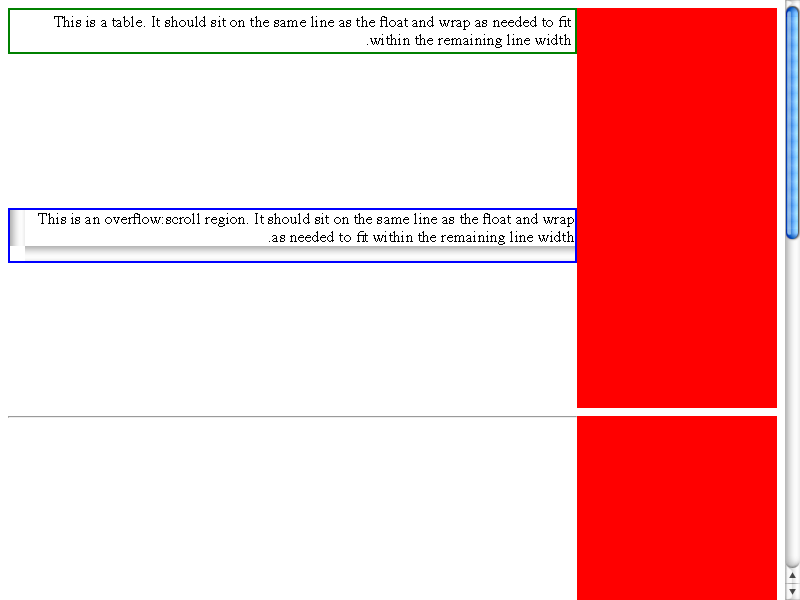 This is a table. It should sit on the same line as the float and wrap as needed to fit
.within the remaining line width
This is an overflow:scroll region. It should sit on the same line as the float and wrap
.as needed to fit within the remaining line width